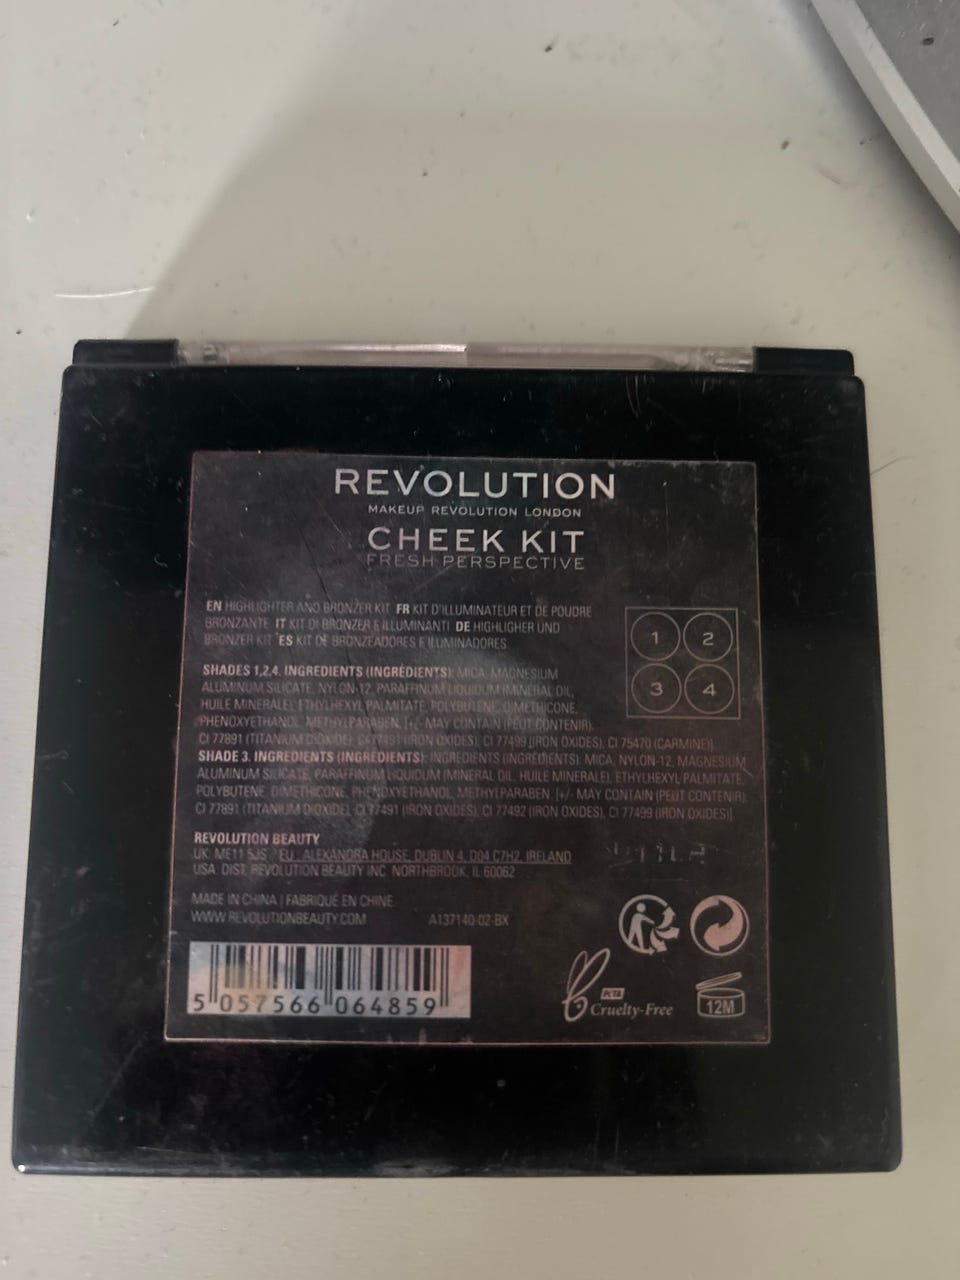 REVOLUTION
MAKEUP REVOLUTION LONDON
CHEEK KIT
FRESH PERSPECTIVE
EN HIGHLIGHTER AND BRONZER KIT FR KIT D'ILLUMINATEUR ET DE POUDRE
BRONZANTE IT KIT DI BRONZER E ILLUMINANTI DE HIGHLIGHER UND
BRONZER KIT ES KIT DE BRONZEADORES E ILUMINADORES
1 2
3 4
SHADES 1,2,4. INGREDIENTS (INGRÉDIENTS): MICA, MAGNESIUM
ALUMINUM SILICATE, NYLON-12, PARAFFINUM LIQUIDUM (MINERAL OIL,
HUILE MINERALE), ETHYLHEXYL PALMITATE, POLYBUTENE, DIMETHICONE,
PHENOXYETHANOL, METHYLPARABEN, [+/- MAY CONTAIN (PEUT CONTENIR).
CI 77891 (TITANIUM DIOXIDE), CI 77491 (IRON OXIDES), CI 77499 (IRON OXIDES), CI 75470 (CARMINE)]
SHADE 3. INGREDIENTS (INGRÉDIENTS): INGREDIENTS (INGRÉDIENTS): MICA, NYLON-12, MAGNESIUM
ALUMINUM SILICATE, PARAFFINUM LIQUIDUM (MINERAL OIL, HUILE MINERALE), ETHYLHEXYL PALMITATE,
POLYBUTENE, DIMETHICONE, PHENOXYETHANOL, METHYLPARABEN, [+/- MAY CONTAIN (PEUT CONTENIR):
CI 77891 (TITANIUM DIOXIDE), CI 77491 (IRON OXIDES), CI 77492 (IRON OXIDES), CI 77499 (IRON OXIDES)]
REVOLUTION BEAUTY
UK. ME11 5JS EU. ALEXANDRA HOUSE, DUBLIN 4, D04 C7H2, IRELAND
USA. DIST. REVOLUTION BEAUTY INC. NORTHBROOK, IL 60062
MADE IN CHINA | FABRIQUÉ EN CHINE
WWW.REVOLUTIONBEAUTY.COM A137140-02-BX
5 057566 064859
PETA
Cruelty-Free
12M